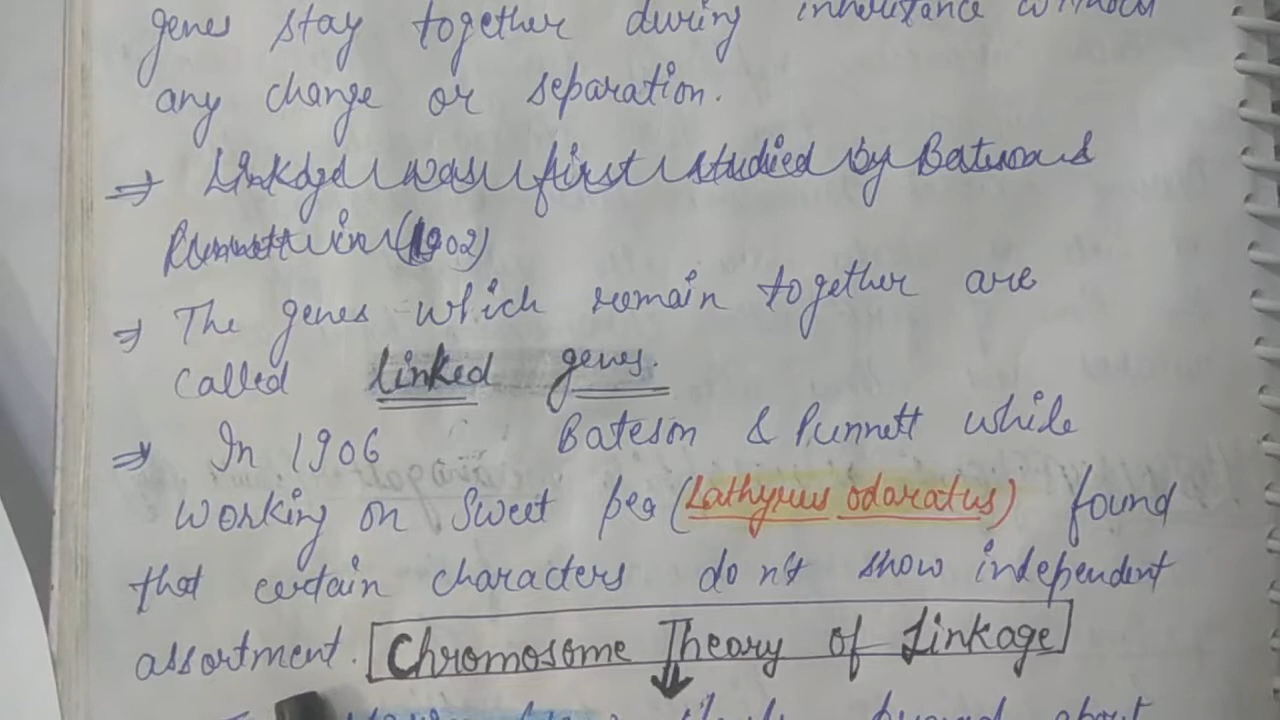 genes stay together during inheritance without
any change or separation.
⇒ Linkage was first studied by Bateson &
Punnett in (1902)
⇒ The genes which remain together are
called linked genes.
⇒ In 1906 Bateson & Punnett while
working on Sweet pea (Lathyrus odaratus) found
that certain characters don't show independent
assortment. Chromosome Theory of Linkage
about